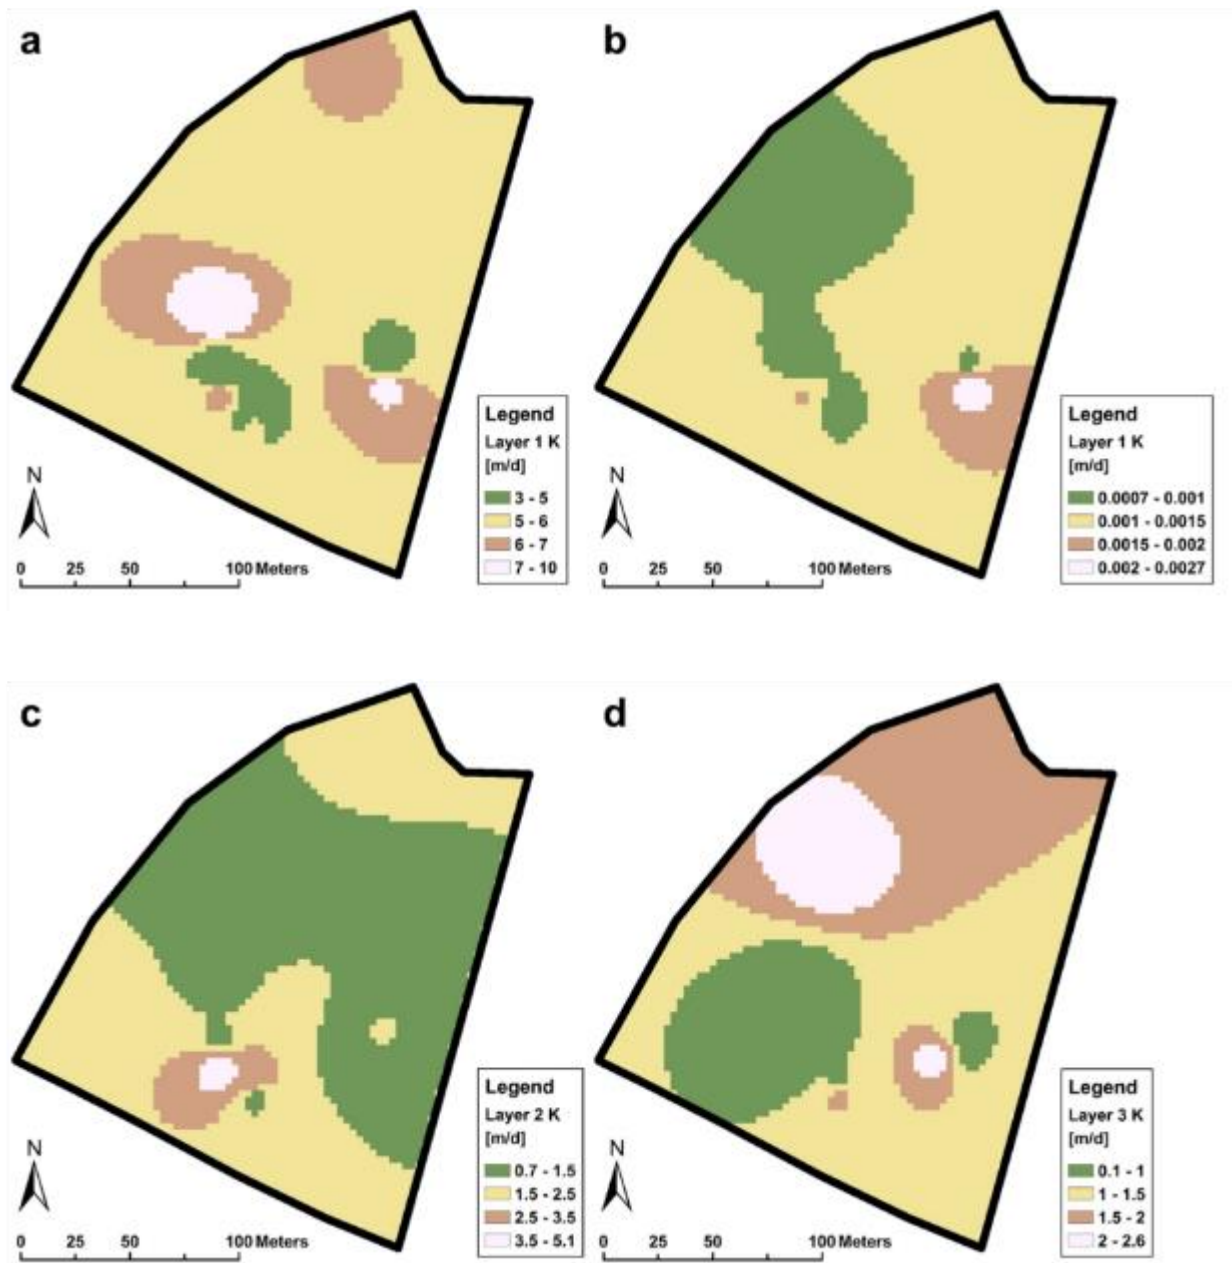 a
Legend
Layer 1 K
[m/d]
3 - 5
5 - 6
6 - 7
7 - 10
N
0 25 50 100 Meters
b
Legend
Layer 1 K
[m/d]
0.0007 - 0.001
0.001 - 0.0015
0.0015 - 0.002
0.002 - 0.0027
N
0 25 50 100 Meters
c
Legend
Layer 2 K
[m/d]
0.7 - 1.5
1.5 - 2.5
2.5 - 3.5
3.5 - 5.1
N
0 25 50 100 Meters
d
Legend
Layer 3 K
[m/d]
0.1 - 1
1 - 1.5
1.5 - 2
2 - 2.6
N
0 25 50 100 Meters